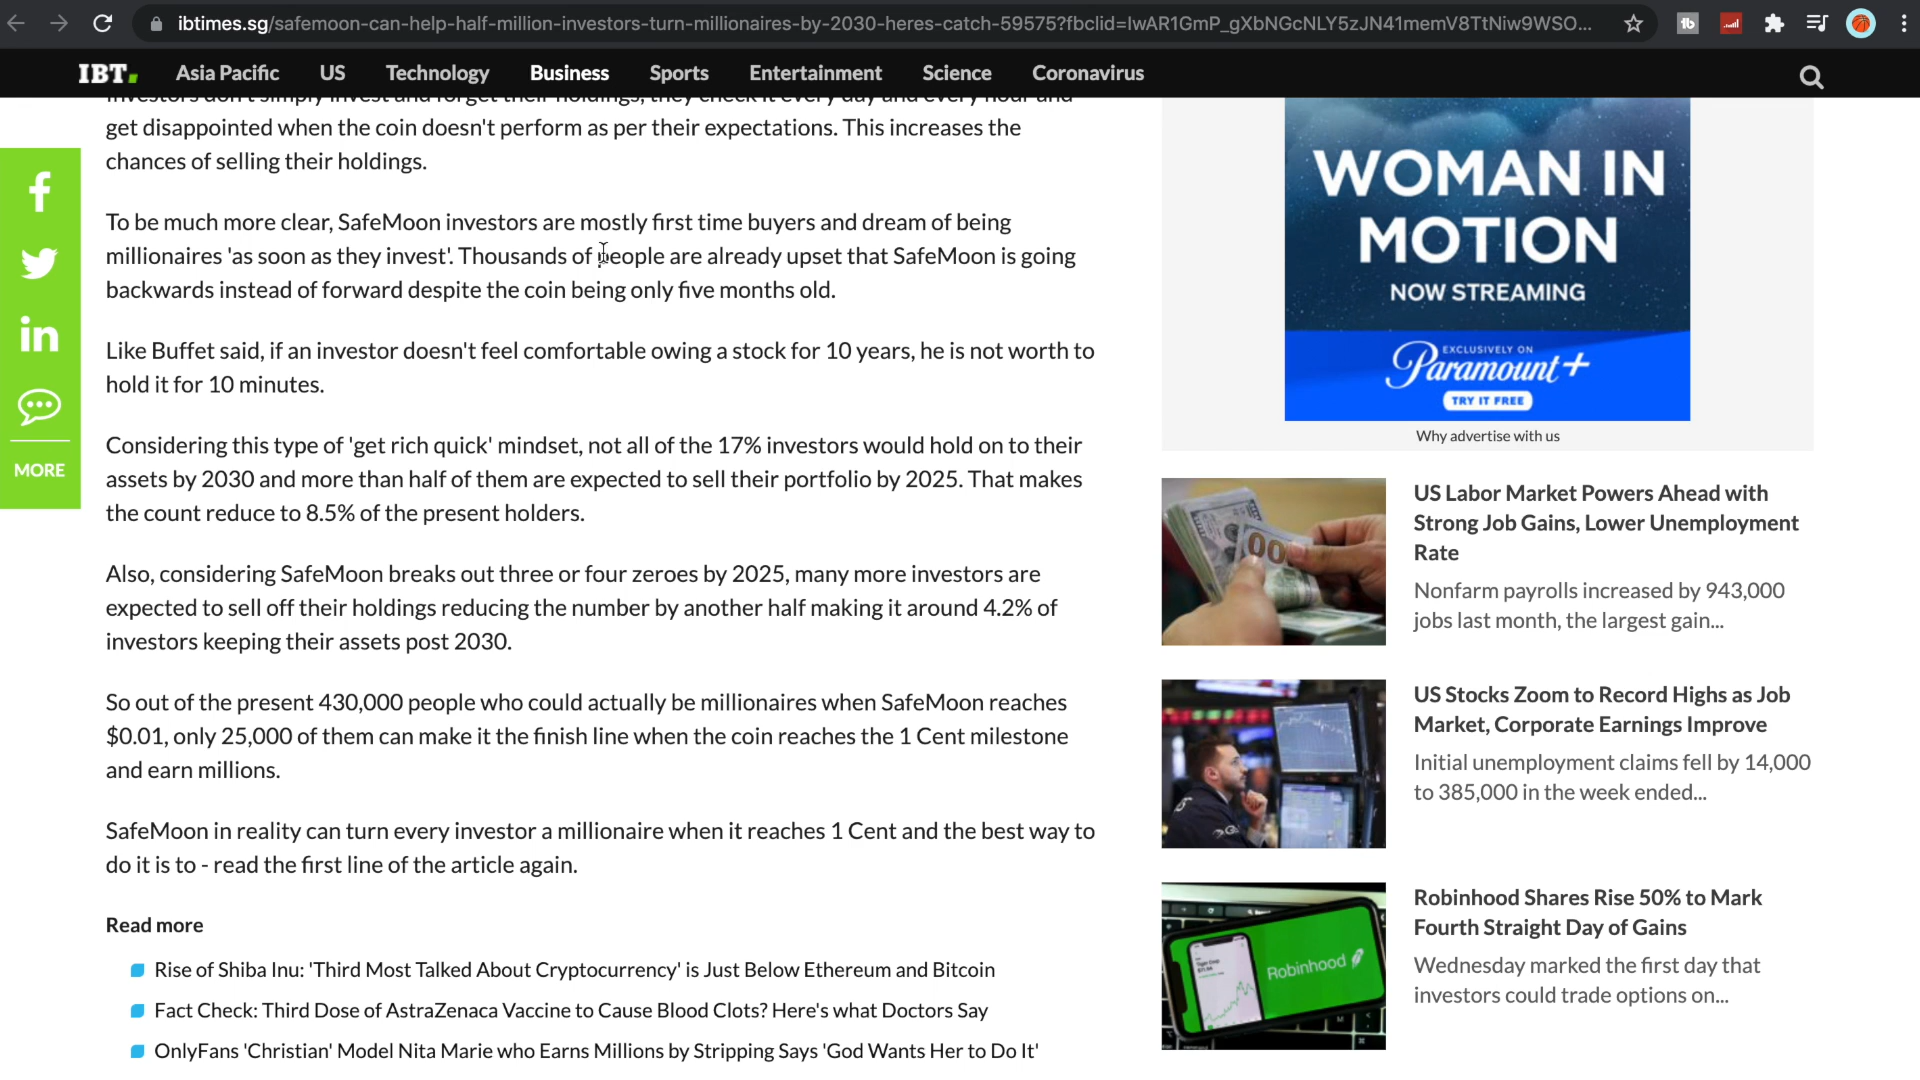 ibtimes.sg/safemoon-can-help-half-million-investors-turn-millionaires-by-2030-heres-catch-59575?fbclid=IwAR1GmP_gXbNGcNLY5zJN41memV8TtNiw9WSO...
IBT.
Asia Pacific
US
Technology
Business
Sports
Entertainment
Science
Coronavirus
investors don't simply invest and forget their holdings, they check it every day and every hour and
get disappointed when the coin doesn't perform as per their expectations. This increases the
chances of selling their holdings.
To be much more clear, SafeMoon investors are mostly first time buyers and dream of being
millionaires 'as soon as they invest'. Thousands of people are already upset that SafeMoon is going
backwards instead of forward despite the coin being only five months old.
Like Buffet said, if an investor doesn't feel comfortable owing a stock for 10 years, he is not worth to
hold it for 10 minutes.
Considering this type of 'get rich quick' mindset, not all of the 17% investors would hold on to their
assets by 2030 and more than half of them are expected to sell their portfolio by 2025. That makes
the count reduce to 8.5% of the present holders.
Also, considering SafeMoon breaks out three or four zeroes by 2025, many more investors are
expected to sell off their holdings reducing the number by another half making it around 4.2% of
investors keeping their assets post 2030.
So out of the present 430,000 people who could actually be millionaires when SafeMoon reaches
$0.01, only 25,000 of them can make it the finish line when the coin reaches the 1 Cent milestone
and earn millions.
SafeMoon in reality can turn every investor a millionaire when it reaches 1 Cent and the best way to
do it is to - read the first line of the article again.
Read more
Rise of Shiba Inu: 'Third Most Talked About Cryptocurrency' is Just Below Ethereum and Bitcoin
Fact Check: Third Dose of AstraZenaca Vaccine to Cause Blood Clots? Here's what Doctors Say
OnlyFans 'Christian' Model Nita Marie who Earns Millions by Stripping Says 'God Wants Her to Do It'
f
in
MORE
WOMAN IN
MOTION
NOW STREAMING
EXCLUSIVELY ON
Paramount+
TRY IT FREE
Why advertise with us
US Labor Market Powers Ahead with
Strong Job Gains, Lower Unemployment
Rate
Nonfarm payrolls increased by 943,000
jobs last month, the largest gain...
US Stocks Zoom to Record Highs as Job
Market, Corporate Earnings Improve
Initial unemployment claims fell by 14,000
to 385,000 in the week ended...
Robinhood
Robinhood Shares Rise 50% to Mark
Fourth Straight Day of Gains
Wednesday marked the first day that
investors could trade options on...